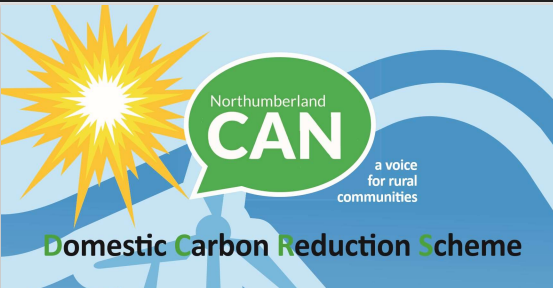 Northumberland
CAN
a voice
for rural
communities
Domestic Carbon Reduction Scheme